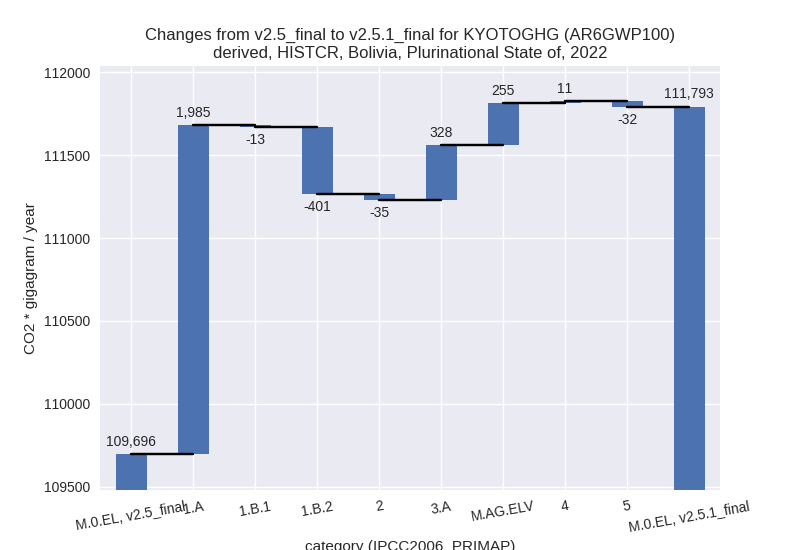 Changes from v2.5_final to v2.5.1_final for KYOTOGHG (AR6GWP100)
derived, HISTCR, Bolivia, Plurinational State of, 2022
112000
111500
111000
110500
110000
109500
CO2 * gigagram / year
109,696
1,985
-13
-401
-35
328
255
11
-32
111,793
M.0.EL, v2.5_final
1.A
1.B.1
1.B.2
2
3.A
M.AG.ELV
4
5
M.0.EL, v2.5.1_final
category (IPCC2006_PRIMAP)